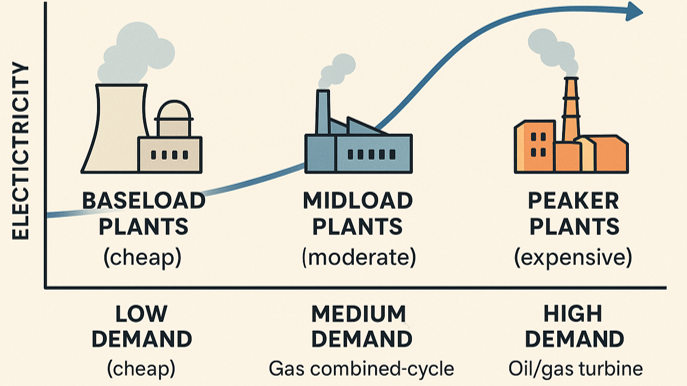 ELECTICTRICITY
BASELOAD
PLANTS
(cheap)
MIDLOAD
PLANTS
(moderate)
PEAKER
PLANTS
(expensive)
LOW
DEMAND
(cheap)
MEDIUM
DEMAND
Gas combined-cycle
HIGH
DEMAND
Oil/gas turbine